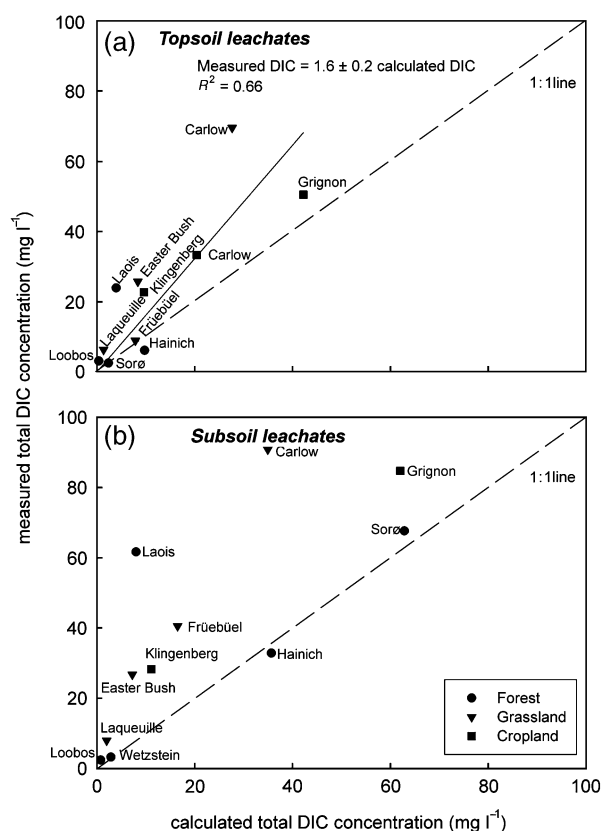 100
(a) Topsoil leachates
Measured DIC = 1.6 ± 0.2 calculated DIC
R² = 0.66
1:1line
80
Carlow
60
Grignon
40
Easter Bush
Klingenberg
Carlow
Laois
20
Laqueuille
Früebüel
Hainich
Loobos
Sorø
0
measured total DIC concentration (mg l⁻¹)
100
(b) Subsoil leachates
Carlow
1:1line
80
Grignon
Sorø
60
Laois
40
Früebüel
Klingenberg
Hainich
Easter Bush
20
Laqueuille
Loobos
Wetzstein
0
Forest
Grassland
Cropland
0 20 40 60 80 100
calculated total DIC concentration (mg l⁻¹)